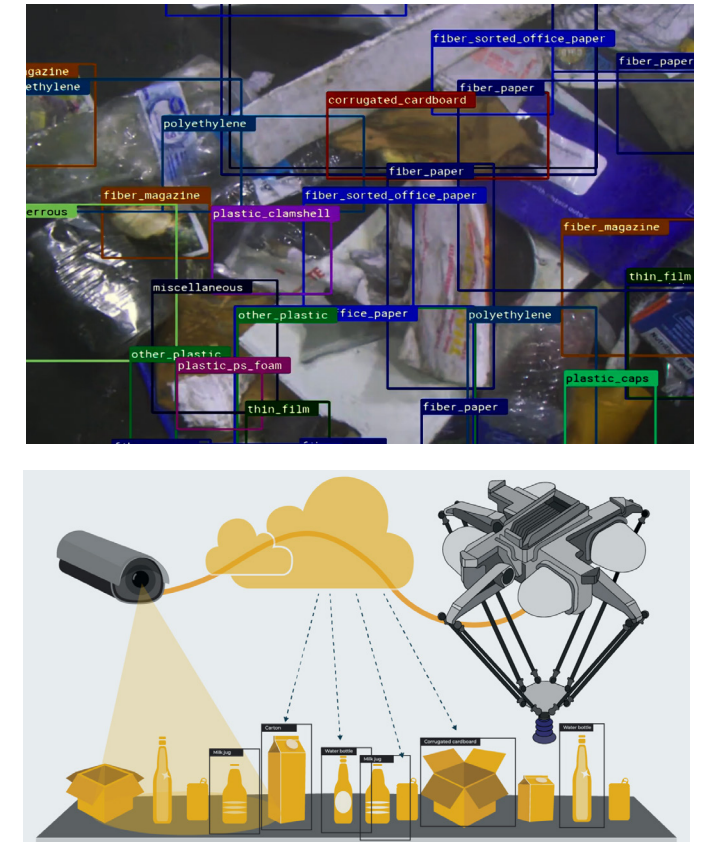 fiber_sorted_office_paper
fiber_paper
agazine
ethylene
fiber_paper
corrugated_cardboard
polyethylene
fiber_paper
fiber_magazine
fiber_sorted_office_paper
errous
plastic_clamshell
fiber_magazine
thin_film
miscellaneous
other_plastic
fice_paper
polyethylene
other_plastic
plastic_ps_foam
plastic_caps
thin_film
fiber_paper
Carton
Water bottle
Milk jug
Water bottle
Milk jug
Corrugated cardboard